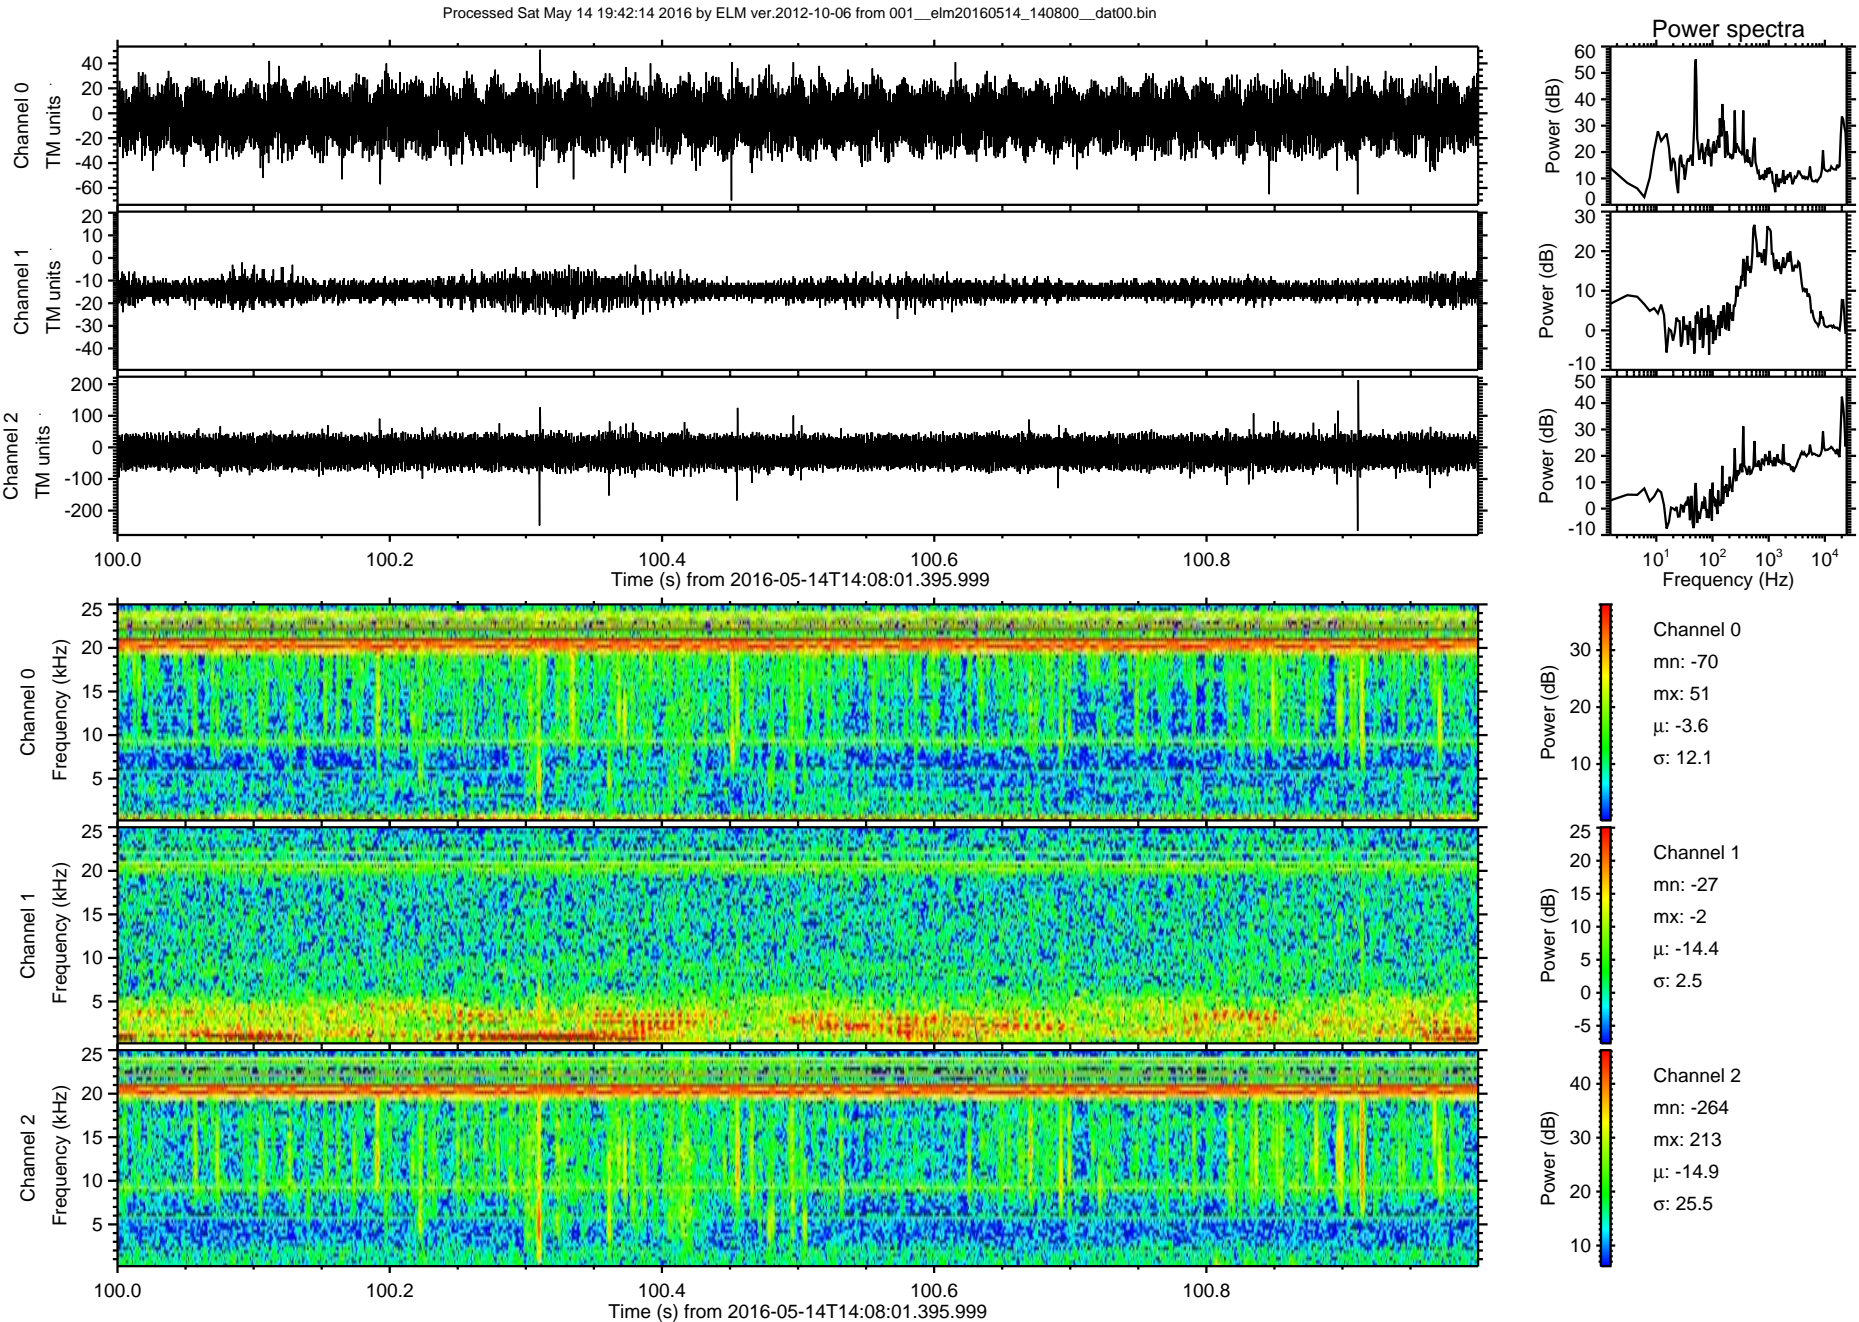 Processed Sat May 14 19:42:14 2016 by ELM ver.2012-10-06 from 001__elm20160514_140800__dat00.bin
Power spectra
Channel 0
TM units
40
20
0
-20
-40
-60
Power (dB)
60
50
40
30
20
10
0
Channel 1
TM units
20
10
0
-10
-20
-30
-40
Power (dB)
30
20
10
0
-10
Channel 2
TM units
200
100
0
-100
-200
Power (dB)
50
40
30
20
10
0
-10
100.0 100.2 100.4 100.6 100.8
Time (s) from 2016-05-14T14:08:01.395.999
10¹ 10² 10³ 10⁴
Frequency (Hz)
Channel 0
Frequency (kHz)
25
20
15
10
5
Power (dB)
30
20
10
Channel 0
mn: -70
mx: 51
μ: -3.6
σ: 12.1
Channel 1
Frequency (kHz)
25
20
15
10
5
Power (dB)
25
20
15
10
5
0
-5
Channel 1
mn: -27
mx: -2
μ: -14.4
σ: 2.5
Channel 2
Frequency (kHz)
25
20
15
10
5
Power (dB)
40
30
20
10
Channel 2
mn: -264
mx: 213
μ: -14.9
σ: 25.5
100.0 100.2 100.4 100.6 100.8
Time (s) from 2016-05-14T14:08:01.395.999